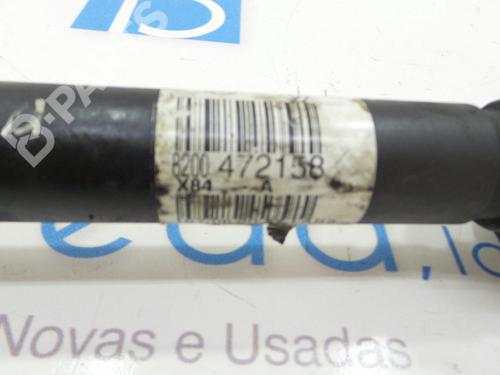 B-PARTS
8200 472158
X84 A
Novas e Usadas